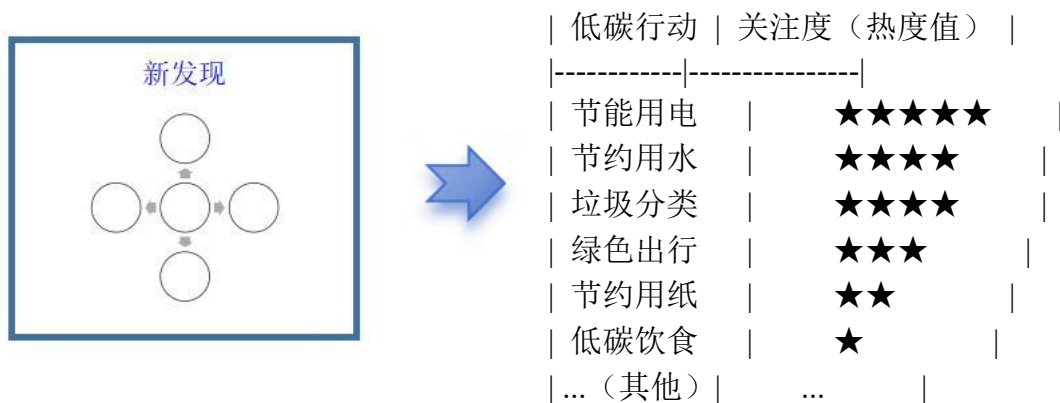 新发现
| 低碳行动 | 关注度（热度值） |
|------------|----------------|
| 节能用电 | ★★★★★ |
| 节约用水 | ★★★★ |
| 垃圾分类 | ★★★★ |
| 绿色出行 | ★★★ |
| 节约用纸 | ★★ |
| 低碳饮食 | ★ |
| ...（其他） | ... |